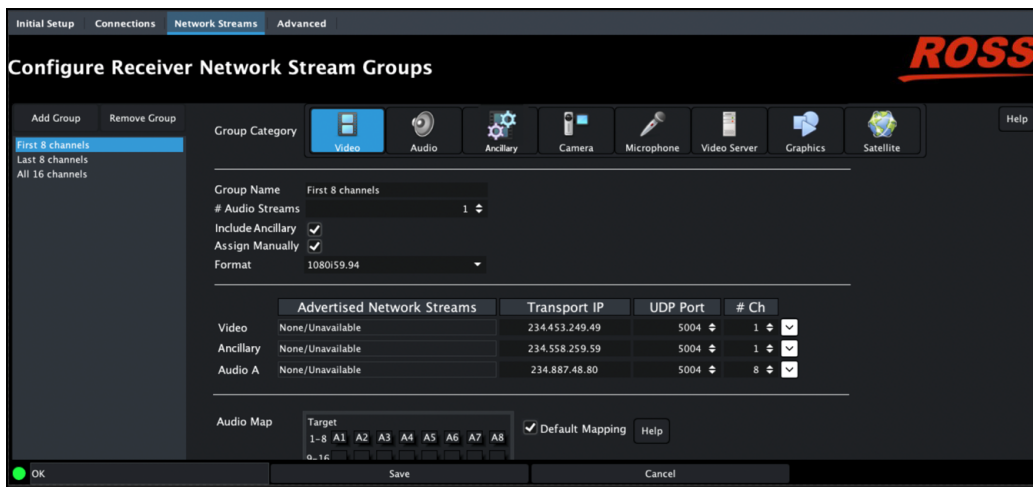 Initial Setup Connections Network Streams Advanced
ROSS
Configure Receiver Network Stream Groups
Add Group Remove Group
First 8 channels
Last 8 channels
All 16 channels
Group Category
Video Audio Ancillary Camera Microphone Video Server Graphics Satellite
Help
Group Name First 8 channels
# Audio Streams 1
Include Ancillary
Assign Manually
Format 1080i59.94
Advertised Network Streams Transport IP UDP Port # Ch
Video None/Unavailable 234.453.249.49 5004 1
Ancillary None/Unavailable 234.558.259.59 5004 1
Audio A None/Unavailable 234.887.48.80 5004 8
Audio Map Target
1-8 A1 A2 A3 A4 A5 A6 A7 A8
Default Mapping Help
9-16
OK Save Cancel